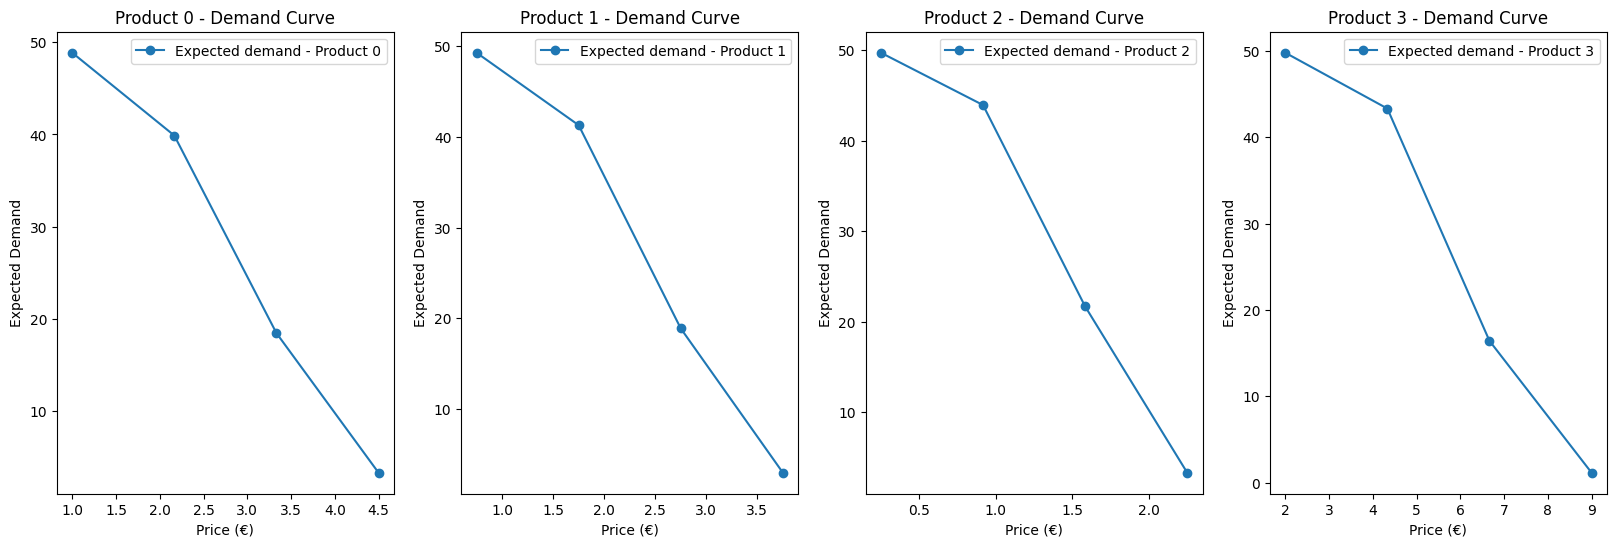 Product 0 - Demand Curve
Expected demand - Product 0
50
40
30
20
10
Expected Demand
1.0 1.5 2.0 2.5 3.0 3.5 4.0 4.5
Price (€)
Product 1 - Demand Curve
Expected demand - Product 1
50
40
30
20
10
Expected Demand
1.0 1.5 2.0 2.5 3.0 3.5
Price (€)
Product 2 - Demand Curve
Expected demand - Product 2
50
40
30
20
10
Expected Demand
0.5 1.0 1.5 2.0
Price (€)
Product 3 - Demand Curve
Expected demand - Product 3
50
40
30
20
10
0
Expected Demand
2 3 4 5 6 7 8 9
Price (€)